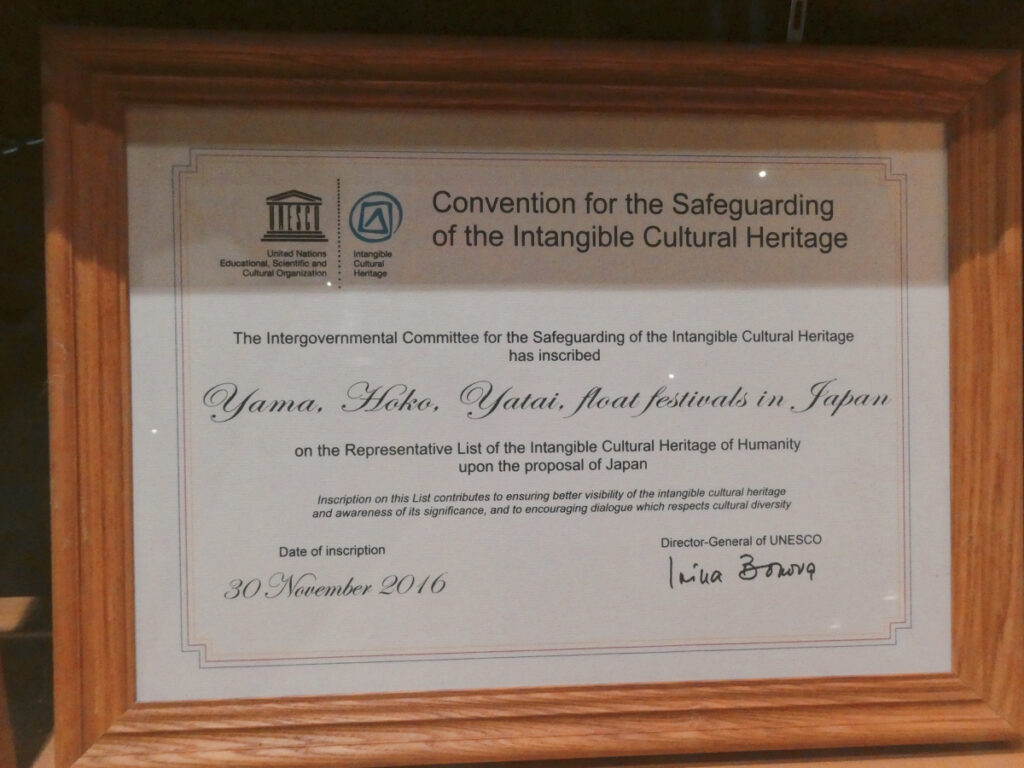 UNESCO
United Nations
Educational, Scientific and
Cultural Organization
Intangible
Cultural
Heritage
Convention for the Safeguarding
of the Intangible Cultural Heritage
The Intergovernmental Committee for the Safeguarding of the Intangible Cultural Heritage
has inscribed
Yama, Hoko, Yatai, float festivals in Japan
on the Representative List of the Intangible Cultural Heritage of Humanity
upon the proposal of Japan
Inscription on this List contributes to ensuring better visibility of the intangible cultural heritage
and awareness of its significance, and to encouraging dialogue which respects cultural diversity
Date of inscription
30 November 2016
Director-General of UNESCO
Irina Bokova